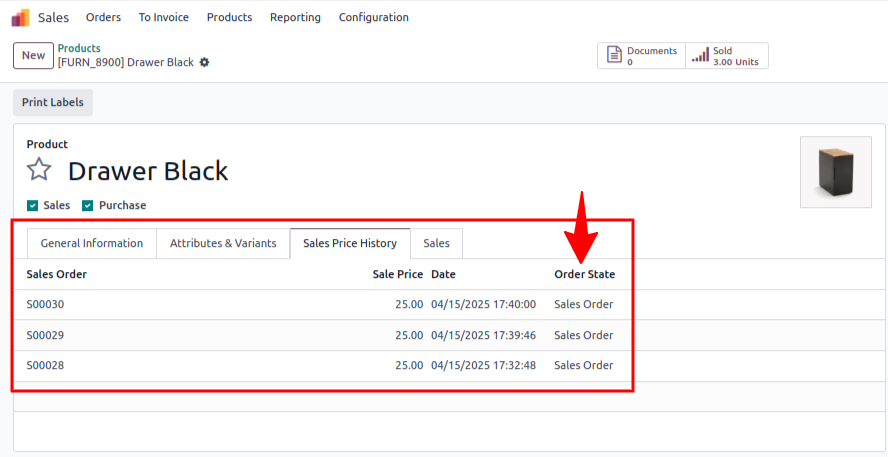 Sales Orders To Invoice Products Reporting Configuration
New Products Documents Sold
[FURN_8900] Drawer Black 0 3.00 Units
Print Labels
Product
Drawer Black
Sales Purchase
General Information Attributes & Variants Sales Price History Sales
Sales Order Sale Price Date Order State
S00030 25.00 04/15/2025 17:40:00 Sales Order
S00029 25.00 04/15/2025 17:39:46 Sales Order
S00028 25.00 04/15/2025 17:32:48 Sales Order